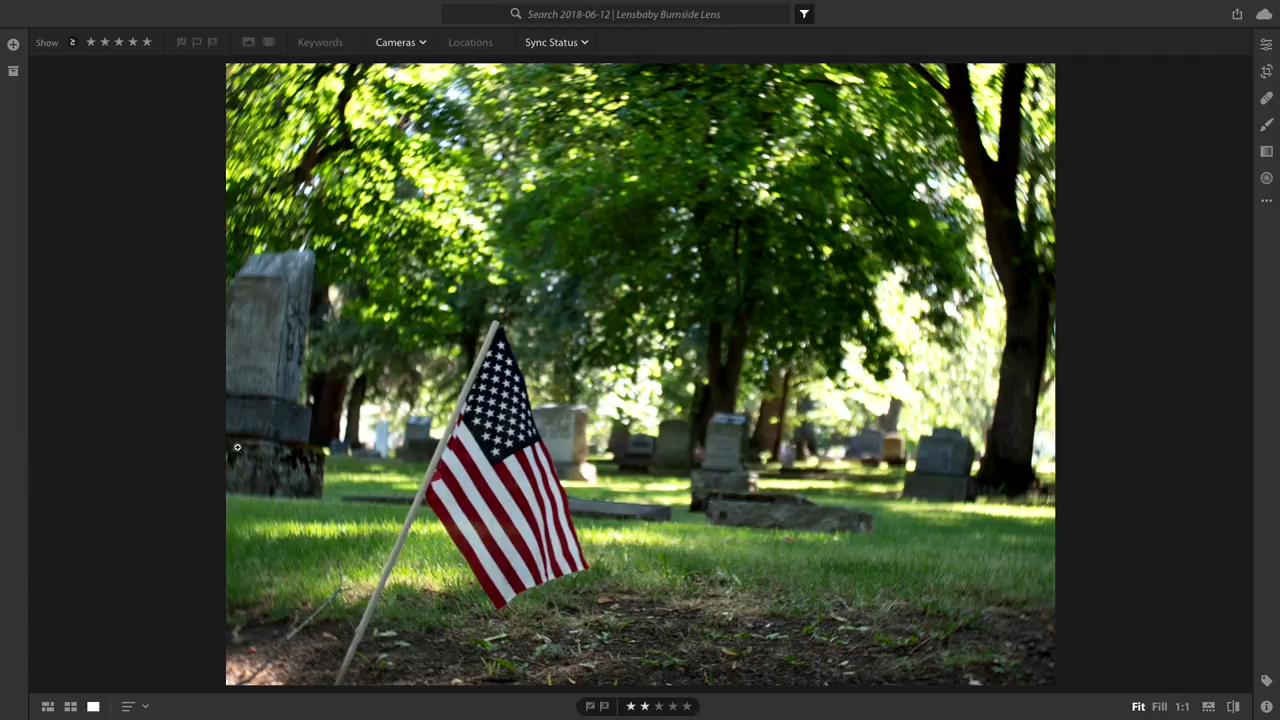 Search 2018-06-12 | Lensbaby Burnside Lens
Show ≥ Keywords Cameras Locations Sync Status
Fit Fill 1:1